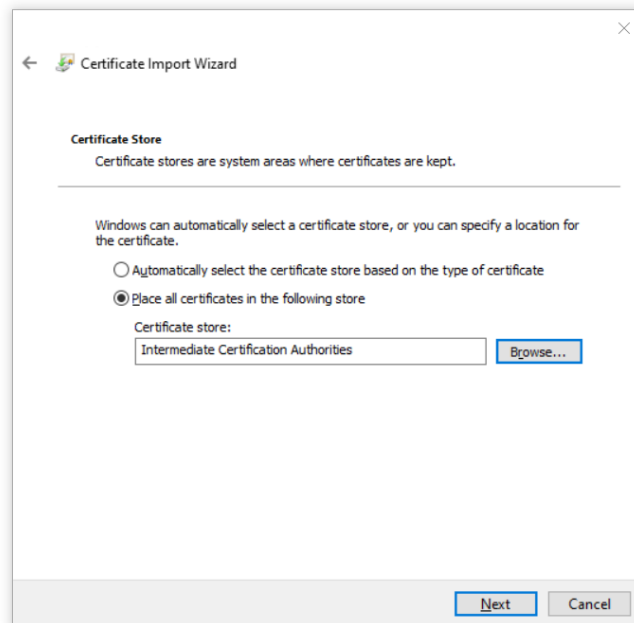 Certificate Import Wizard
Certificate Store
Certificate stores are system areas where certificates are kept.
Windows can automatically select a certificate store, or you can specify a location for
the certificate.
Automatically select the certificate store based on the type of certificate
Place all certificates in the following store
Certificate store:
Intermediate Certification Authorities
Browse...
Next
Cancel